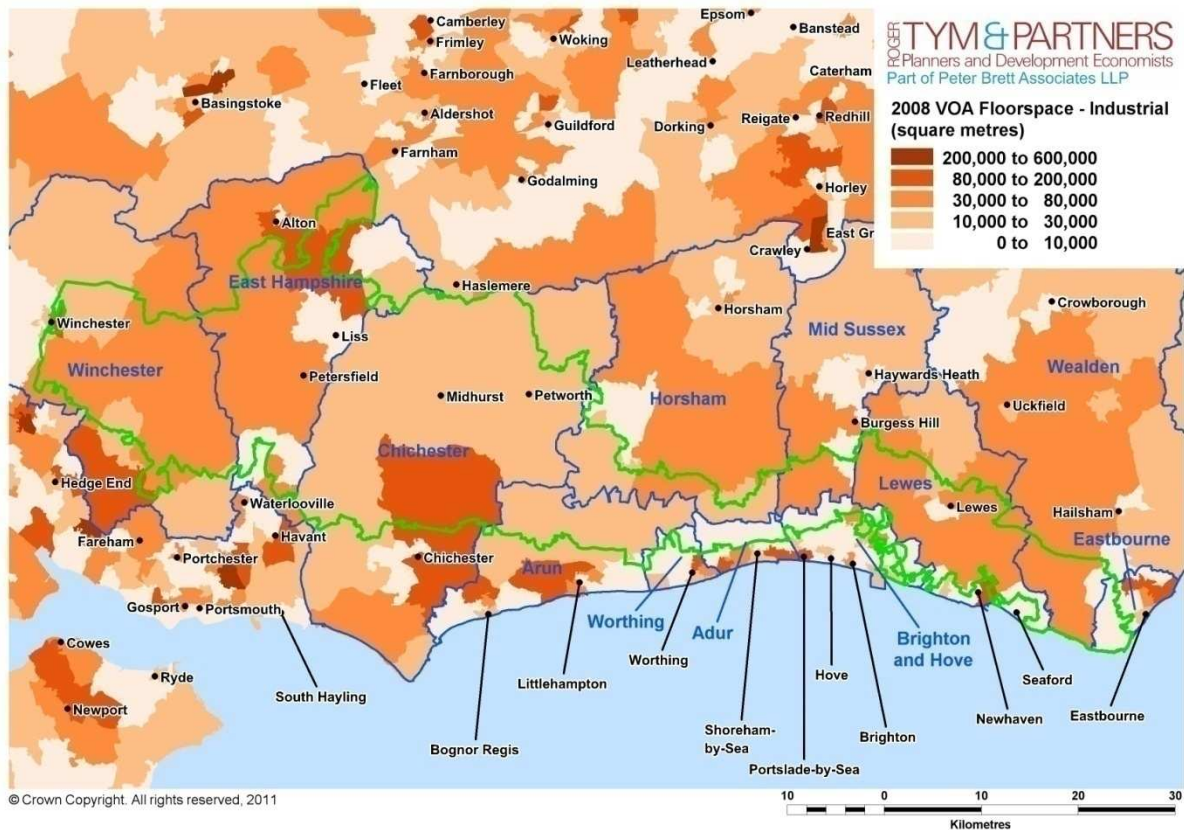 Camberley
Frimley
Woking
Epsom
Banstead
Leatherhead
Caterham
Farnborough
Fleet
Basingstoke
Aldershot
Guildford
Dorking
Reigate
Redhill
Farnham
Godalming
Horley
Alton
East Gr
Crawley
East Hampshire
Haslemere
Horsham
Crowborough
Winchester
Liss
Mid Sussex
Winchester
Petersfield
Haywards Heath
Wealden
Midhurst
Petworth
Horsham
Uckfield
Burgess Hill
Chichester
Hedge End
Lewes
Waterlooville
Lewes
Hailsham
Fareham
Havant
Portchester
Chichester
Arun
Eastbourne
Gosport
Portsmouth
Worthing
Adur
Brighton
and Hove
Cowes
Ryde
Newport
South Hayling
Littlehampton
Worthing
Hove
Seaford
Bognor Regis
Shoreham-
by-Sea
Portslade-by-Sea
Brighton
Newhaven
Eastbourne
ROGER
TYM & PARTNERS
Planners and Development Economists
Part of Peter Brett Associates LLP
2008 VOA Floorspace - Industrial
(square metres)
200,000 to 600,000
80,000 to 200,000
30,000 to 80,000
10,000 to 30,000
0 to 10,000
© Crown Copyright. All rights reserved, 2011
10 0 10 20 30
Kilometres